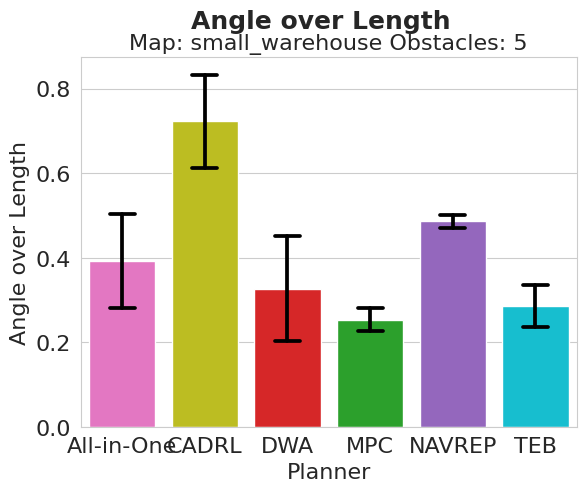 Angle over Length
Map: small_warehouse Obstacles: 5
Angle over Length
0.8
0.6
0.4
0.2
0.0
All-in-One CADRL DWA MPC NAVREP TEB
Planner